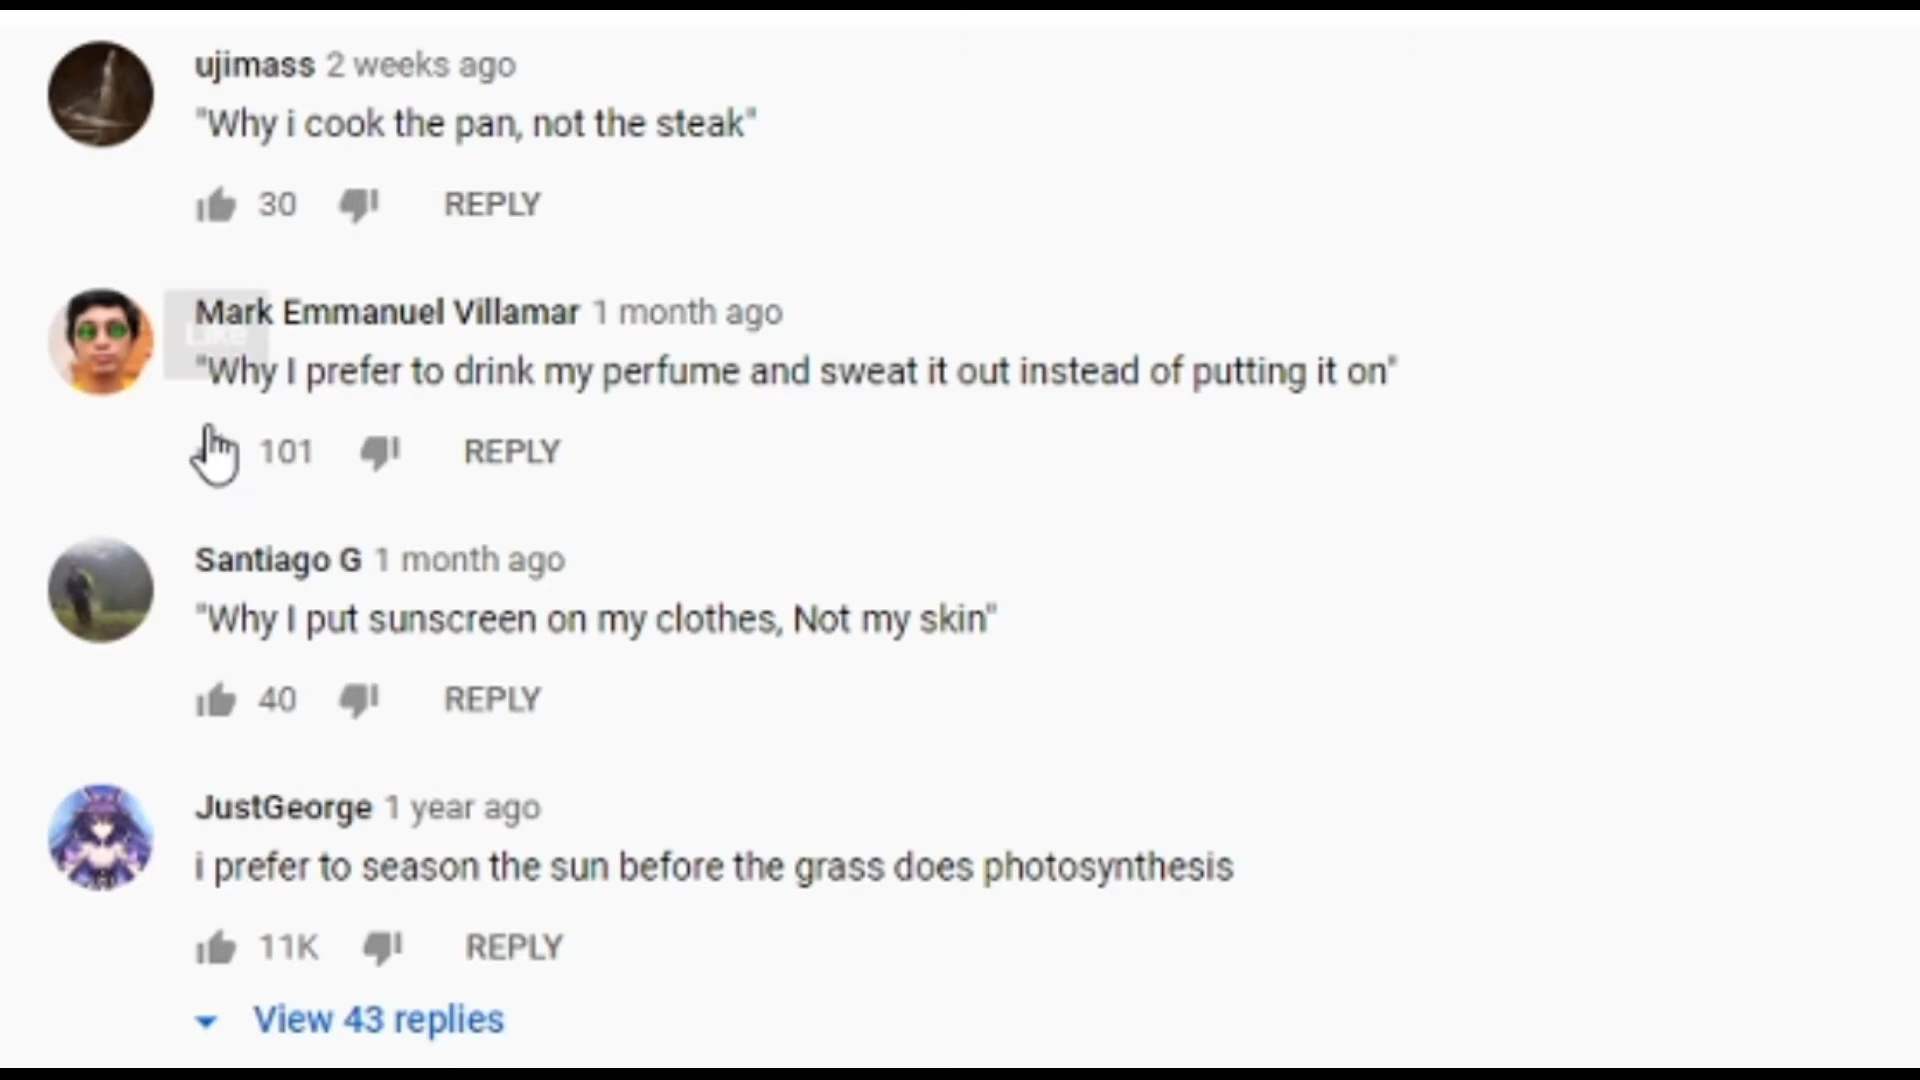 ujimass 2 weeks ago
"Why i cook the pan, not the steak"
30 REPLY
Mark Emmanuel Villamar 1 month ago
Like
"Why I prefer to drink my perfume and sweat it out instead of putting it on"
101 REPLY
Santiago G 1 month ago
"Why I put sunscreen on my clothes, Not my skin"
40 REPLY
JustGeorge 1 year ago
i prefer to season the sun before the grass does photosynthesis
11K REPLY
View 43 replies